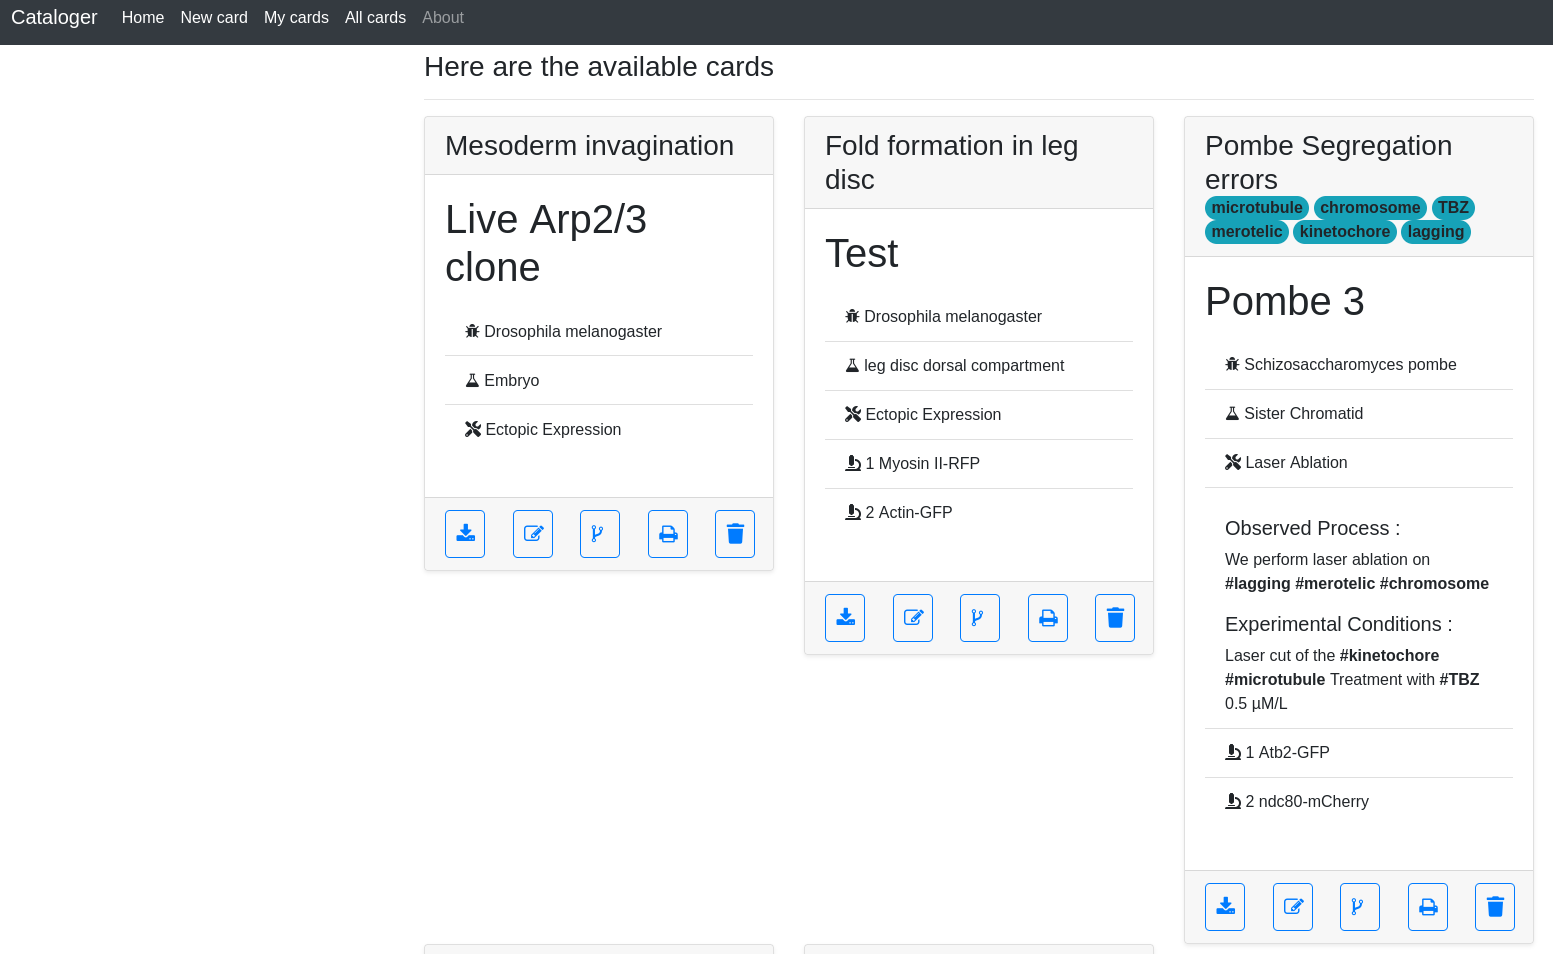 Cataloger Home New card My cards All cards About
Here are the available cards
Mesoderm invagination
Live Arp2/3
clone
Drosophila melanogaster
Embryo
Ectopic Expression
Fold formation in leg
disc
Test
Drosophila melanogaster
leg disc dorsal compartment
Ectopic Expression
1 Myosin II-RFP
2 Actin-GFP
Pombe Segregation
errors
microtubule chromosome TBZ
merotelic kinetochore lagging
Pombe 3
Schizosaccharomyces pombe
Sister Chromatid
Laser Ablation
Observed Process :
We perform laser ablation on
#lagging #merotelic #chromosome
Experimental Conditions :
Laser cut of the #kinetochore
#microtubule Treatment with #TBZ
0.5 µM/L
1 Atb2-GFP
2 ndc80-mCherry